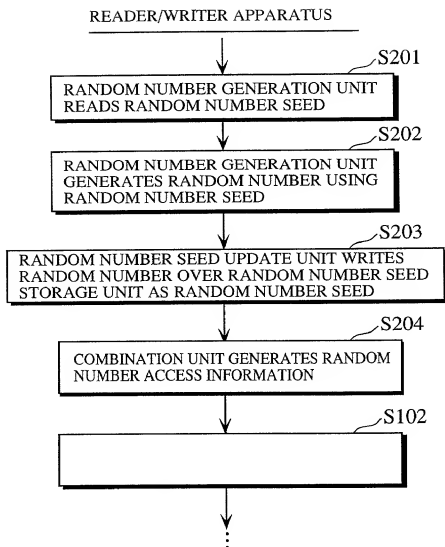 READER/WRITER APPARATUS
S201
RANDOM NUMBER GENERATION UNIT
READS RANDOM NUMBER SEED
S202
RANDOM NUMBER GENERATION UNIT
GENERATES RANDOM NUMBER USING
RANDOM NUMBER SEED
S203
RANDOM NUMBER SEED UPDATE UNIT WRITES
RANDOM NUMBER OVER RANDOM NUMBER SEED
STORAGE UNIT AS RANDOM NUMBER SEED
S204
COMBINATION UNIT GENERATES RANDOM
NUMBER ACCESS INFORMATION
S102